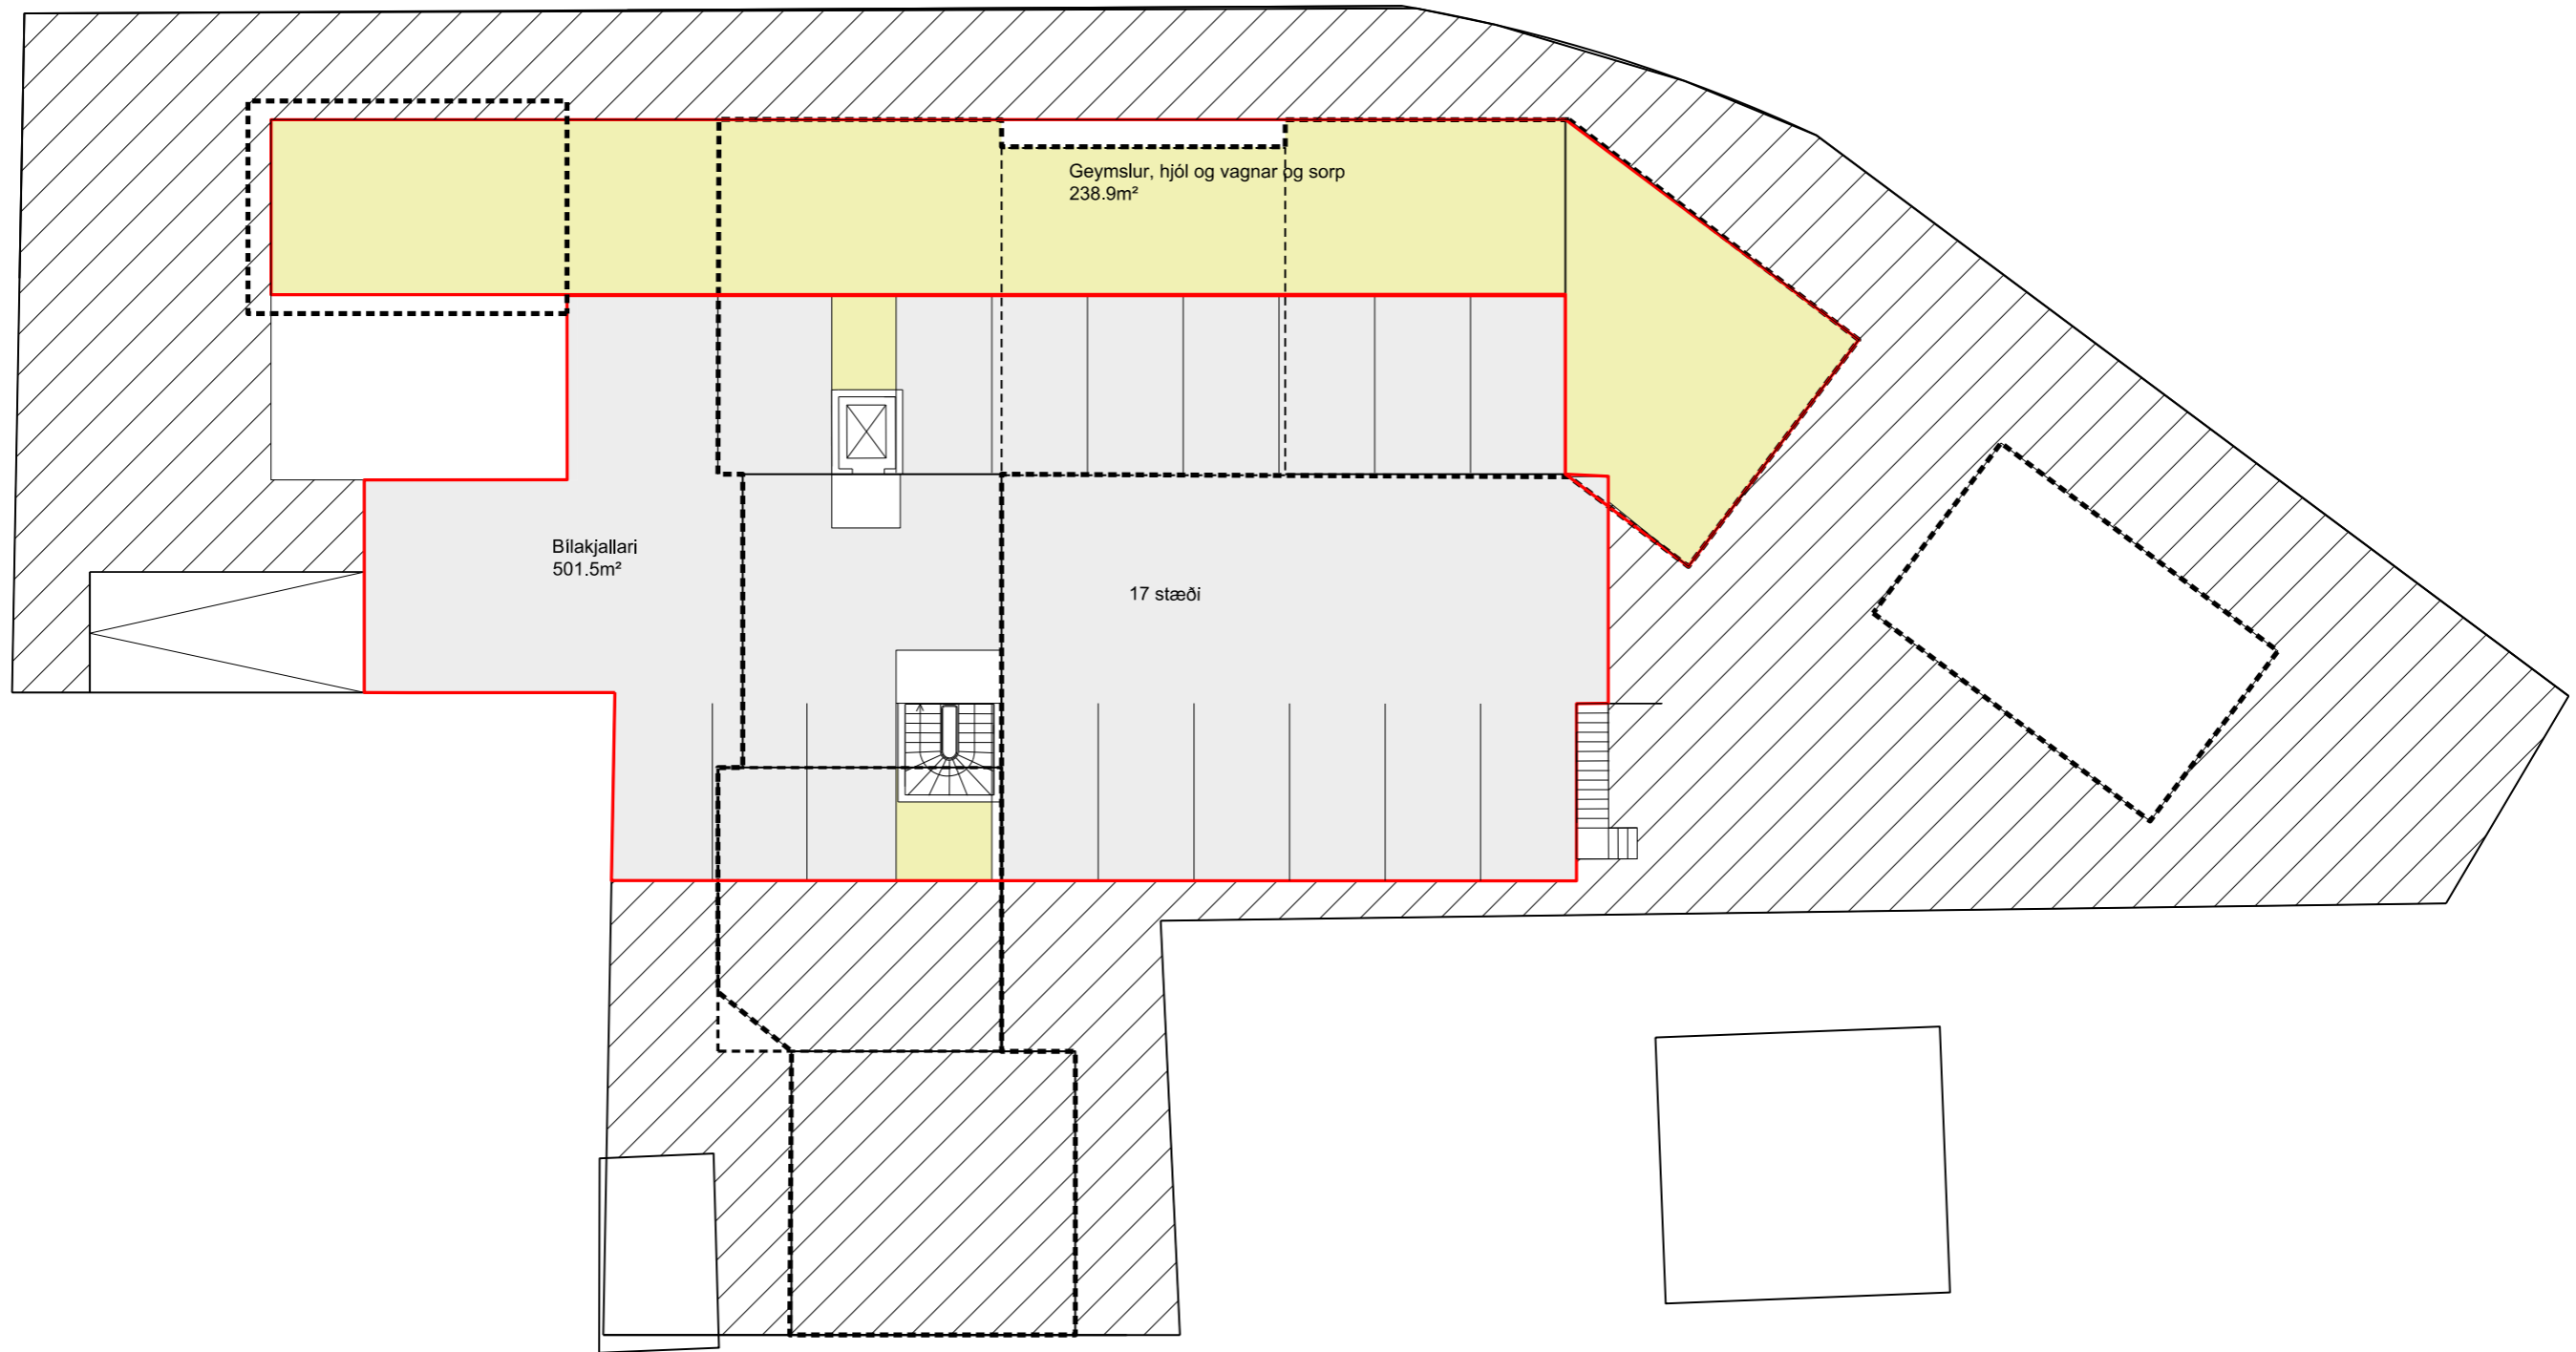 Geymslur, hjól og vagnar og sorp
238.9m²
Bílakjallari
501.5m²
17 stæði